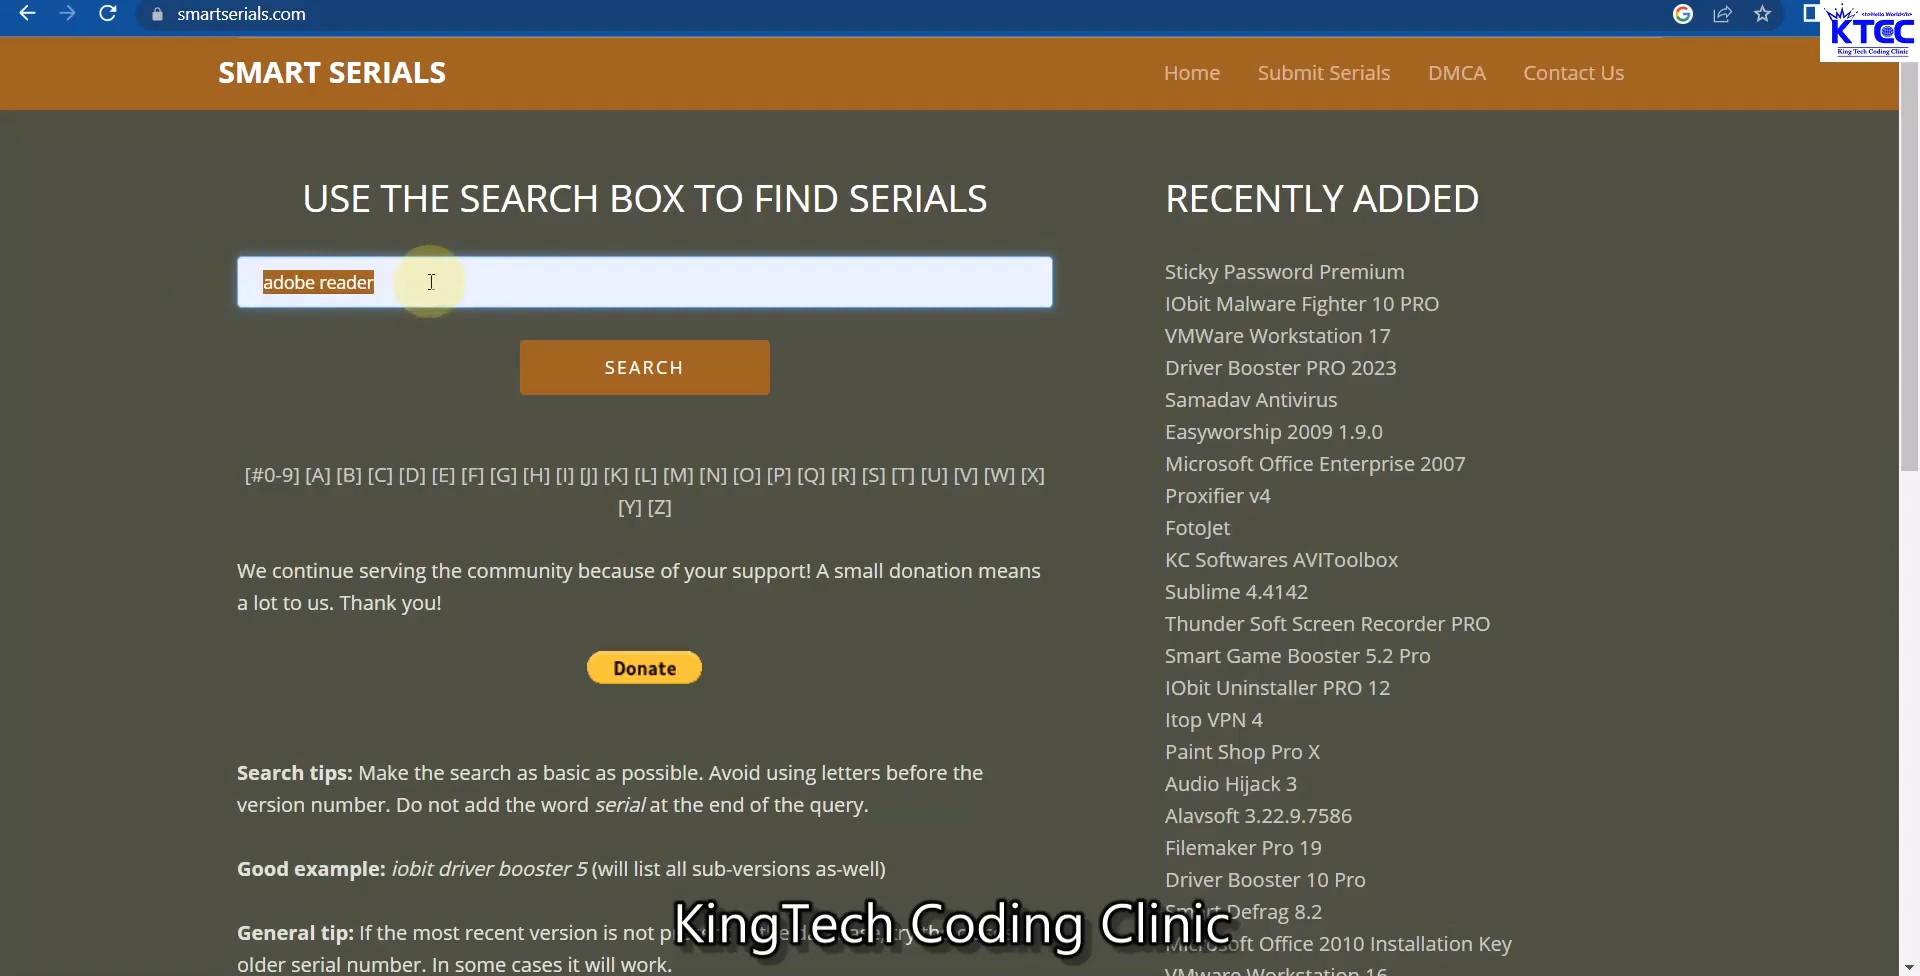 smartserials.com
<Hello World/>
KTCC
King Tech Coding Clinic
SMART SERIALS
Home
Submit Serials
DMCA
Contact Us
USE THE SEARCH BOX TO FIND SERIALS
adobe reader
SEARCH
[#0-9] [A] [B] [C] [D] [E] [F] [G] [H] [I] [J] [K] [L] [M] [N] [O] [P] [Q] [R] [S] [T] [U] [V] [W] [X]
[Y] [Z]
We continue serving the community because of your support! A small donation means
a lot to us. Thank you!
Donate
Search tips: Make the search as basic as possible. Avoid using letters before the
version number. Do not add the word serial at the end of the query.
Good example: iobit driver booster 5 (will list all sub-versions as-well)
General tip: If the most recent version is not
older serial number. In some cases it will work.
RECENTLY ADDED
Sticky Password Premium
IObit Malware Fighter 10 PRO
VMWare Workstation 17
Driver Booster PRO 2023
Samadav Antivirus
Easyworship 2009 1.9.0
Microsoft Office Enterprise 2007
Proxifier v4
FotoJet
KC Softwares AVIToolbox
Sublime 4.4142
Thunder Soft Screen Recorder PRO
Smart Game Booster 5.2 Pro
IObit Uninstaller PRO 12
Itop VPN 4
Paint Shop Pro X
Audio Hijack 3
Alavsoft 3.22.9.7586
Filemaker Pro 19
Driver Booster 10 Pro
Smart Defrag 8.2
Microsoft Office 2010 Installation Key
VMware Workstation 16
KingTech Coding Clinic